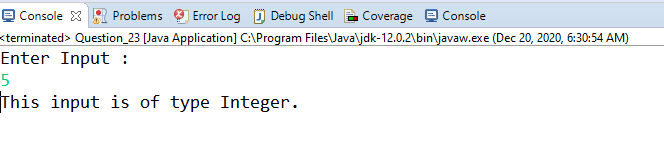 Console Problems Error Log Debug Shell Coverage Console
<terminated> Question_23 [Java Application] C:\Program Files\Java\jdk-12.0.2\bin\javaw.exe (Dec 20, 2020, 6:30:54 AM)
Enter Input :
5
This input is of type Integer.